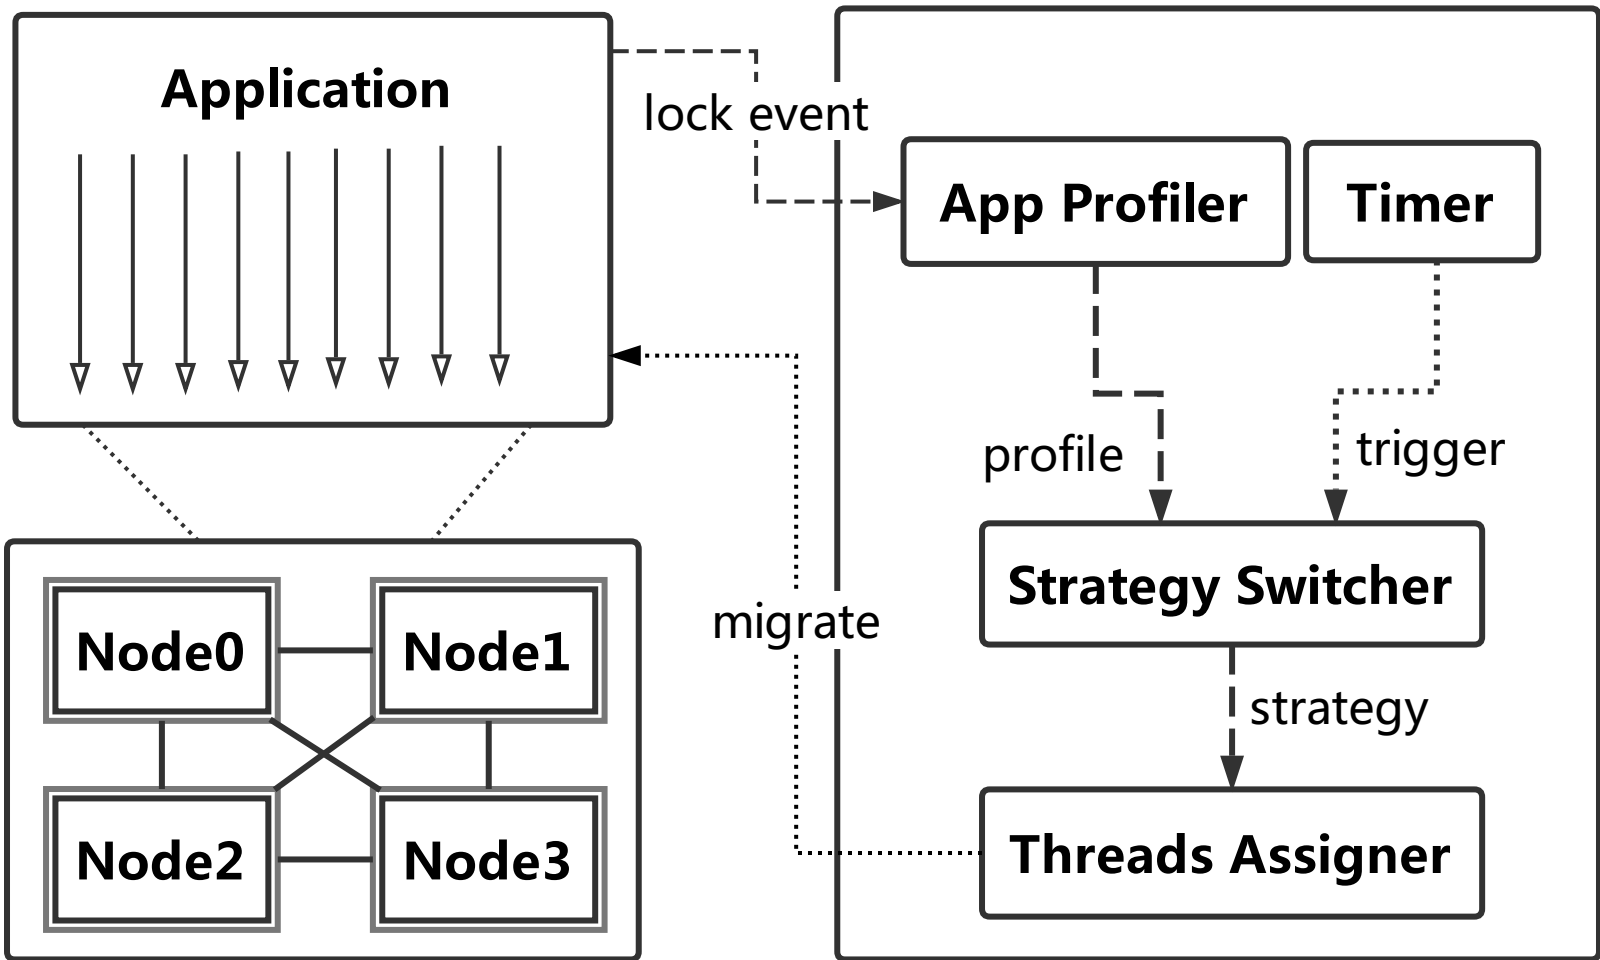 Application
lock event
App Profiler
Timer
profile
trigger
Strategy Switcher
migrate
strategy
Threads Assigner
Node0
Node1
Node2
Node3